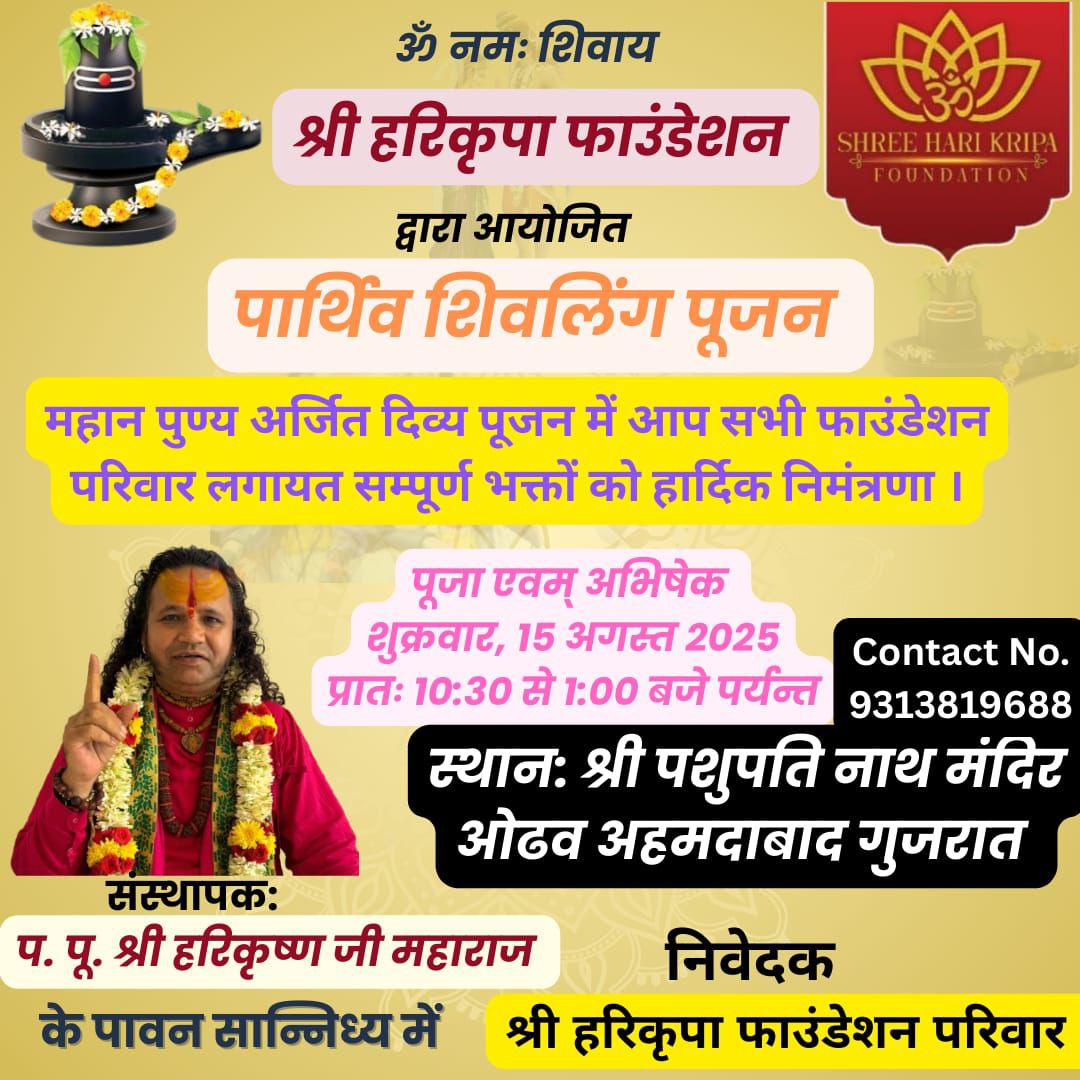 ॐ नमः शिवाय
श्री हरिकृपा फाउंडेशन
SHREE HARI KRIPA
FOUNDATION
द्वारा आयोजित
पार्थिव शिवलिंग पूजन
महान पुण्य अर्जित दिव्य पूजन में आप सभी फाउंडेशन
परिवार लगायत सम्पूर्ण भक्तों को हार्दिक निमंत्रणा ।
पूजा एवम् अभिषेक
शुक्रवार, 15 अगस्त 2025
प्रातः 10:30 से 1:00 बजे पर्यन्त
Contact No.
9313819688
स्थान: श्री पशुपति नाथ मंदिर
ओढव अहमदाबाद गुजरात
संस्थापक:
प. पू. श्री हरिकृष्ण जी महाराज
के पावन सान्निध्य में
निवेदक
श्री हरिकृपा फाउंडेशन परिवार